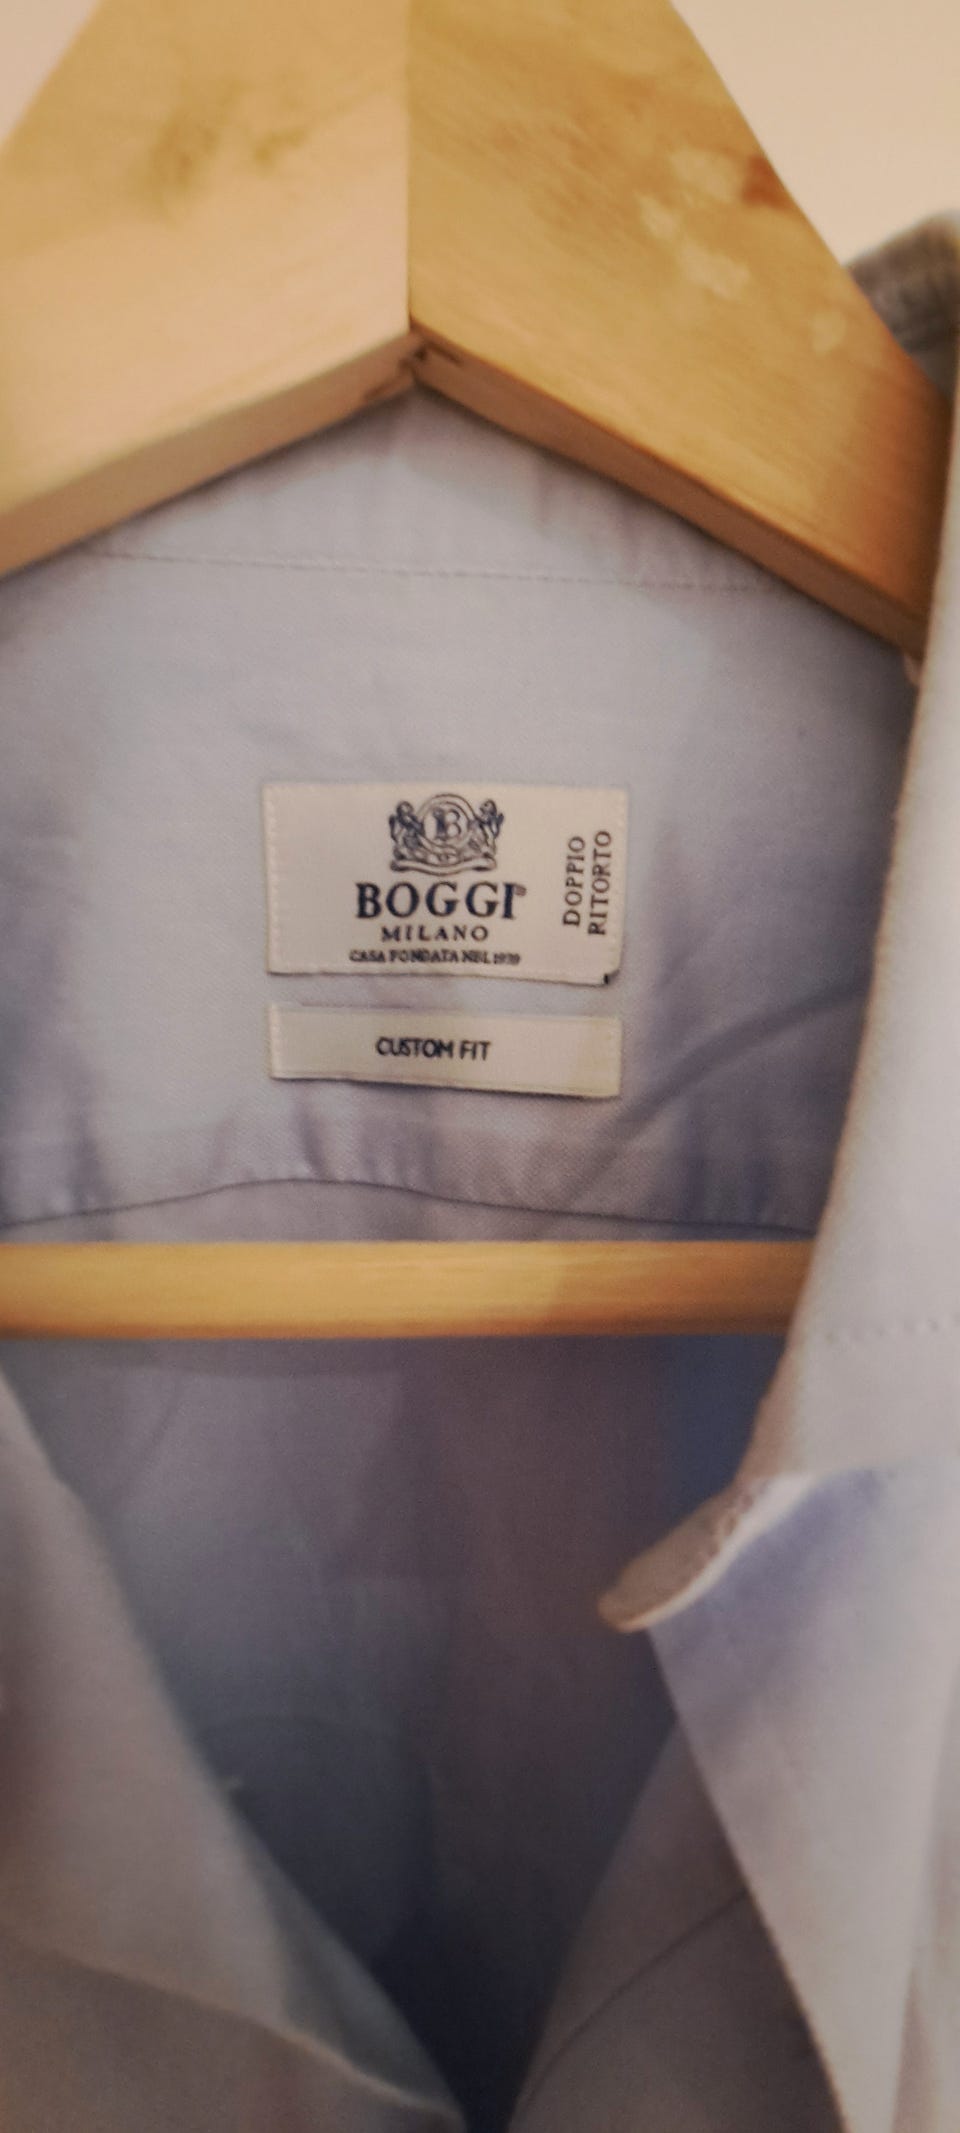 B
BOGGI®
MILANO
CASA FONDATA NEL 1939
DOPPIO
RITORTO
CUSTOM FIT